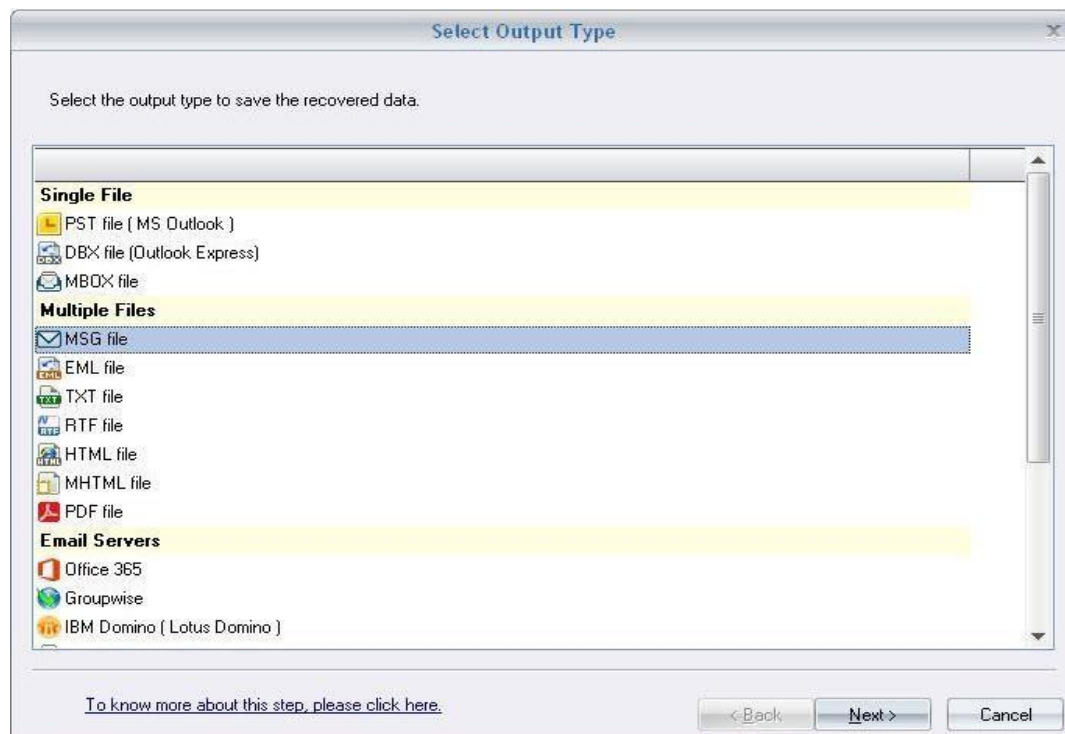 Select Output Type
Select the output type to save the recovered data.
Single File
PST file ( MS Outlook )
DBX file (Outlook Express)
MBOX file
Multiple Files
MSG file
EML file
TXT file
RTF file
HTML file
MHTML file
PDF file
Email Servers
Office 365
Groupwise
IBM Domino ( Lotus Domino )
To know more about this step, please click here.
< Back
Next >
Cancel